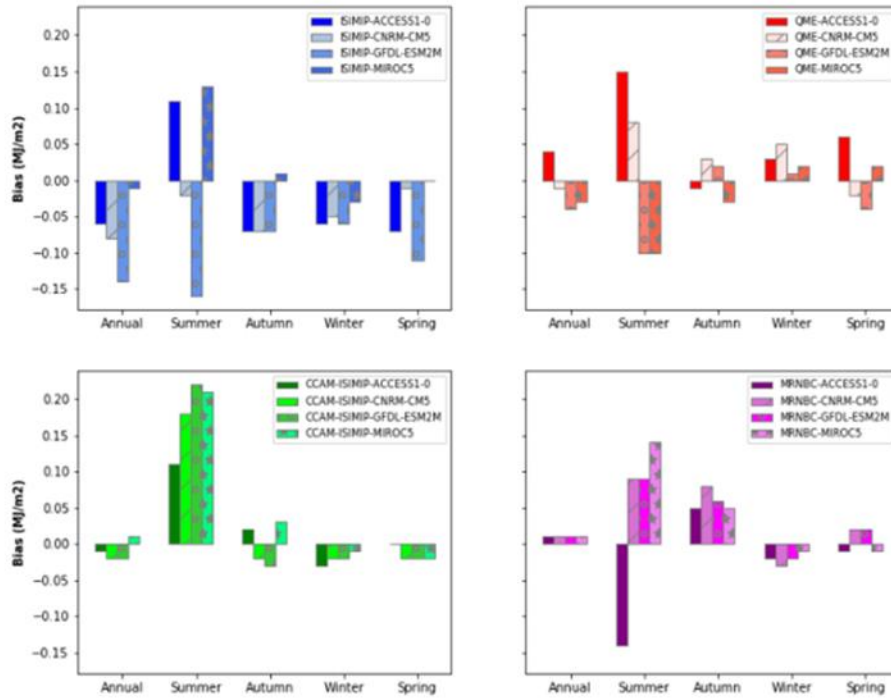 ISIMIP-ACCESS1-0
ISIMIP-CNRM-CM5
ISIMIP-GFDL-ESM2M
ISIMIP-MIROC5
0.20
0.15
0.10
0.05
0.00
−0.05
−0.10
−0.15
Bias (MJ/m2)
Annual Summer Autumn Winter Spring
QME-ACCESS1-0
QME-CNRM-CM5
QME-GFDL-ESM2M
QME-MIROC5
Annual Summer Autumn Winter Spring
CCAM-ISIMIP-ACCESS1-0
CCAM-ISIMIP-CNRM-CM5
CCAM-ISIMIP-GFDL-ESM2M
CCAM-ISIMIP-MIROC5
0.20
0.15
0.10
0.05
0.00
−0.05
−0.10
−0.15
Bias (MJ/m2)
Annual Summer Autumn Winter Spring
MRNBC-ACCESS1-0
MRNBC-CNRM-CM5
MRNBC-GFDL-ESM2M
MRNBC-MIROC5
Annual Summer Autumn Winter Spring